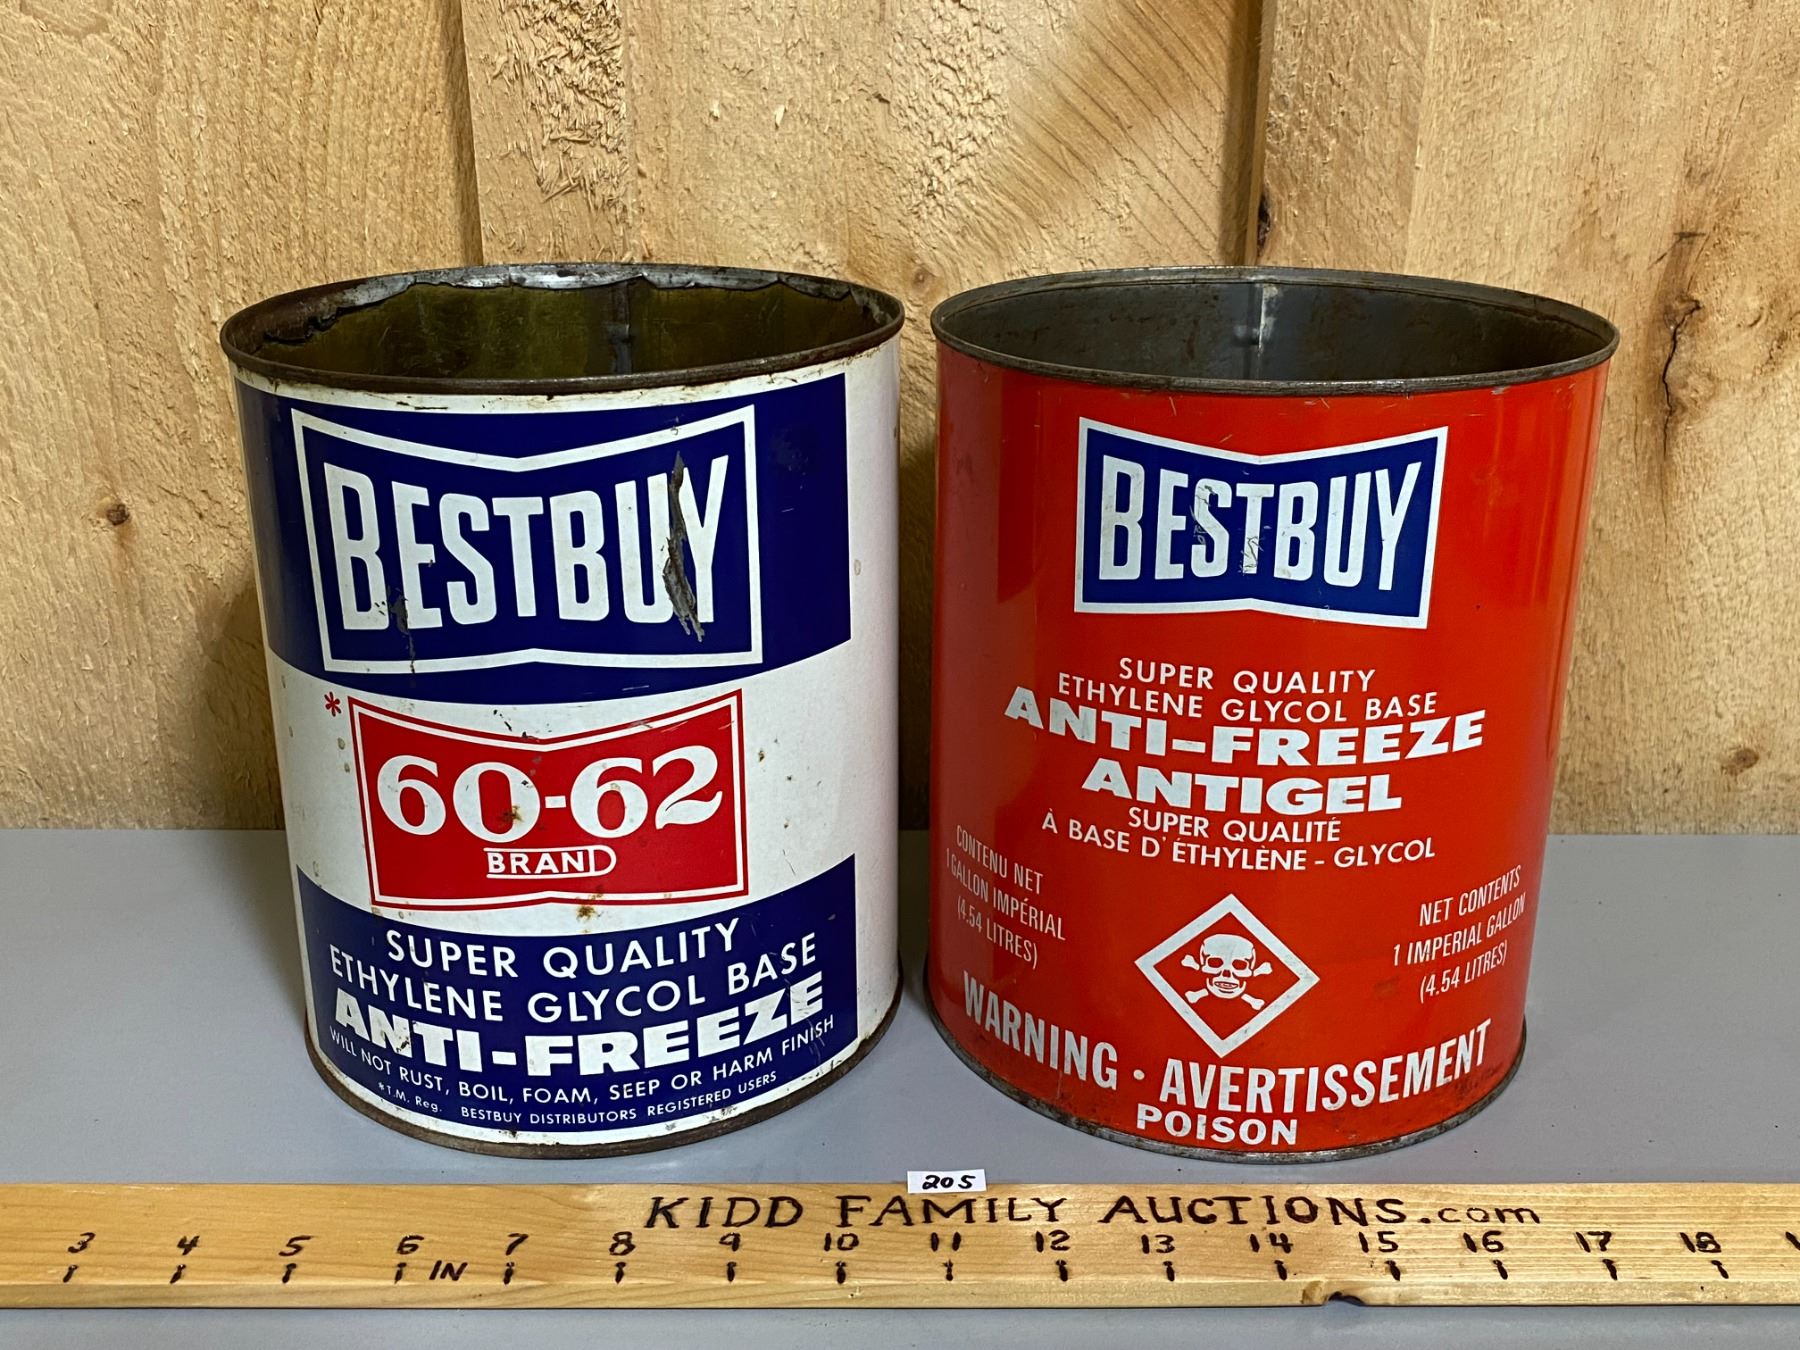 BESTBUY
*
60-62
BRAND
SUPER QUALITY
ETHYLENE GLYCOL BASE
ANTI-FREEZE
WILL NOT RUST, BOIL, FOAM, SEEP OR HARM FINISH
*T.M. Reg. BESTBUY DISTRIBUTORS REGISTERED USERS
BESTBUY
SUPER QUALITY
ETHYLENE GLYCOL BASE
ANTI-FREEZE
ANTIGEL
SUPER QUALITÉ
À BASE D'ÉTHYLÈNE - GLYCOL
CONTENU NET
1 GALLON IMPÉRIAL
(4.54 LITRES)
NET CONTENTS
1 IMPERIAL GALLON
(4.54 LITRES)
WARNING · AVERTISSEMENT
POISON
205
KIDD FAMILY AUCTIONS.com
3 4 5 6 IN 7 8 9 10 11 12 13 14 15 16 17 18